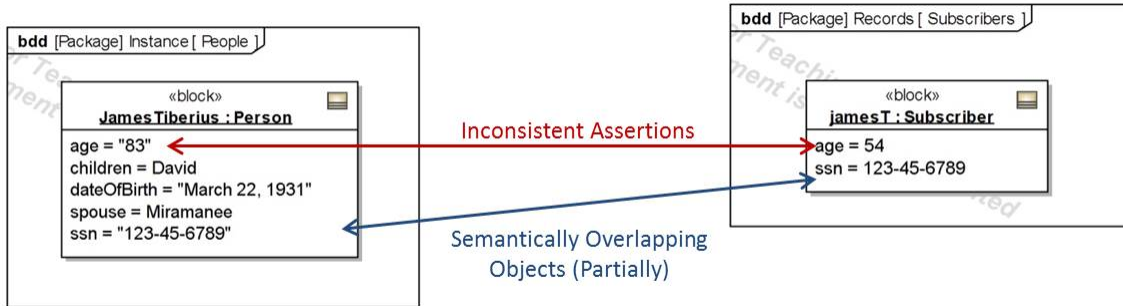 bdd [Package] Instance [ People ]
«block»
JamesTiberius : Person
age = "83"
children = David
dateOfBirth = "March 22, 1931"
spouse = Miramanee
ssn = "123-45-6789"
Inconsistent Assertions
Semantically Overlapping
Objects (Partially)
bdd [Package] Records [ Subscribers ]
«block»
jamesT : Subscriber
age = 54
ssn = 123-45-6789